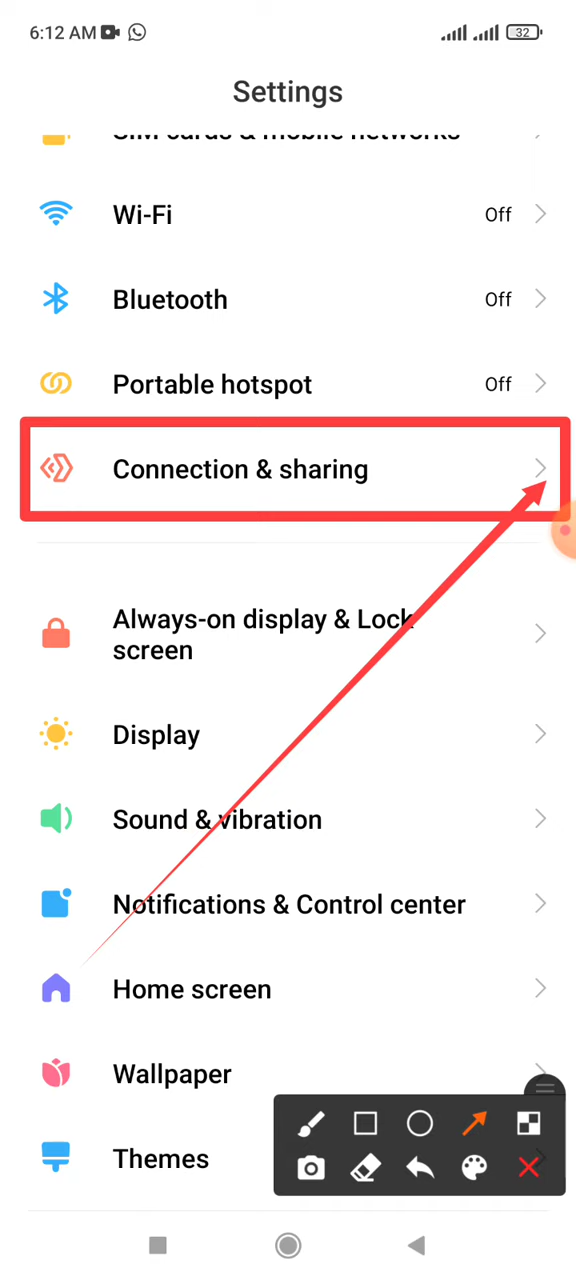 6:12 AM
32
Settings
SIM cards & mobile networks
Wi-Fi
Off
Bluetooth
Off
Portable hotspot
Off
Connection & sharing
Always-on display & Lock
screen
Display
Sound & vibration
Notifications & Control center
Home screen
Wallpaper
Themes